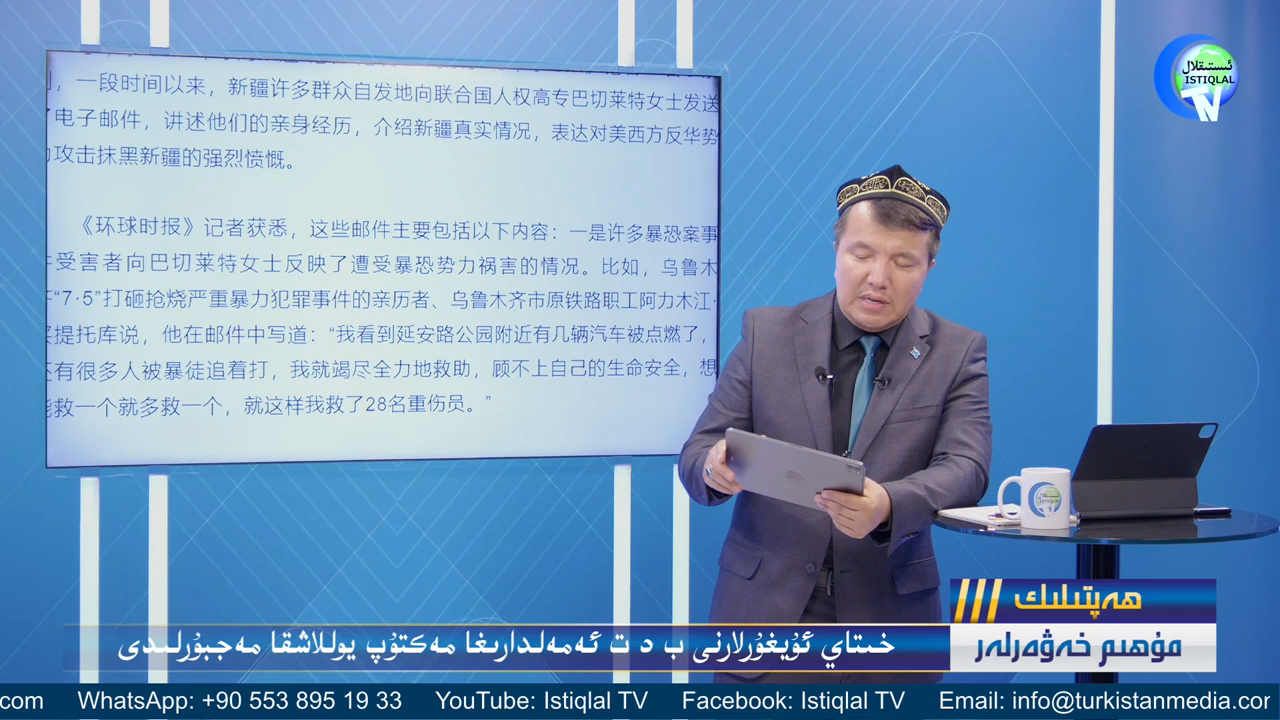 ，一段时间以来，新疆许多群众自发地向联合国人权高专巴切莱特女士发送
电子邮件，讲述他们的亲身经历，介绍新疆真实情况，表达对美西方反华势
攻击抹黑新疆的强烈愤慨。
《环球时报》记者获悉，这些邮件主要包括以下内容：一是许多暴恐案事
受害者向巴切莱特女士反映了遭受暴恐势力祸害的情况。比如，乌鲁木
“7·5”打砸抢烧严重暴力犯罪事件的亲历者、乌鲁木齐市原铁路职工阿力木江·
提托库说，他在邮件中写道：“我看到延安路公园附近有几辆汽车被点燃了，
有很多人被暴徒追着打，我就竭尽全力地救助，顾不上自己的生命安全，想
救一个就多救一个，就这样我救了28名重伤员。”
ئىستىقلال
ISTIQLAL
TV
ھەپتىلىك
مۇھىم خەۋەرلەر
خىتاي ئۇيغۇرلارنى ب د ت ئەمەلدارىغا مەكتۇپ يوللاشقا مەجبۇرلىدى
com WhatsApp: +90 553 895 19 33 YouTube: Istiqlal TV Facebook: Istiqlal TV Email: info@turkistanmedia.cor